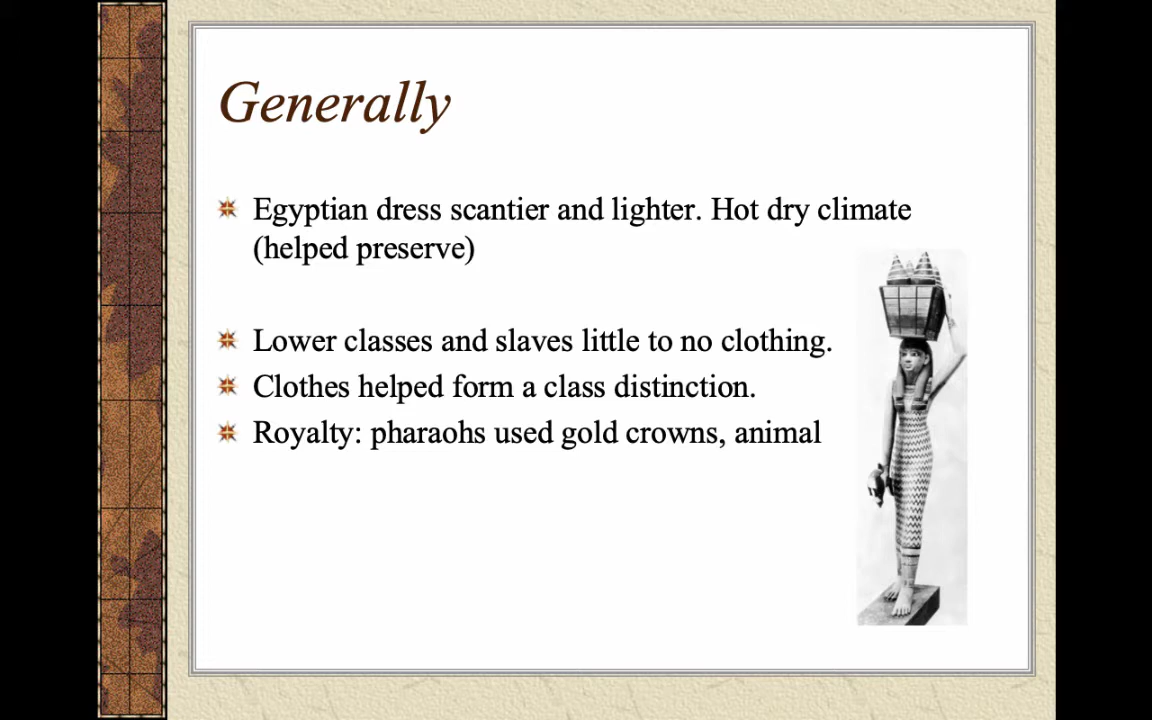 Generally
Egyptian dress scantier and lighter. Hot dry climate
(helped preserve)
Lower classes and slaves little to no clothing.
Clothes helped form a class distinction.
Royalty: pharaohs used gold crowns, animal